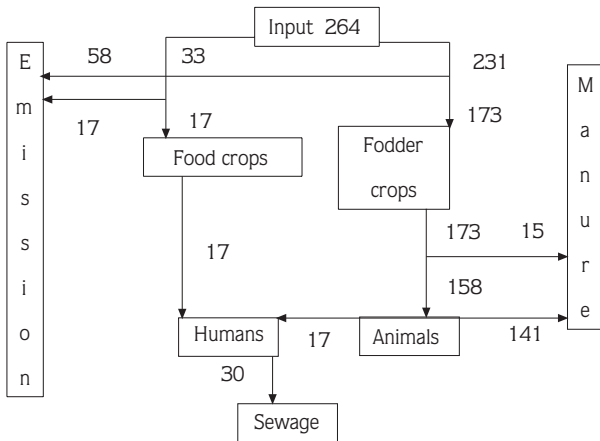 Input 264
58
33
231
17
17
173
Food crops
Fodder
crops
17
173
15
158
Humans
17
Animals
141
30
Sewage
E
m
i
s
s
i
o
n
M
a
n
u
r
e